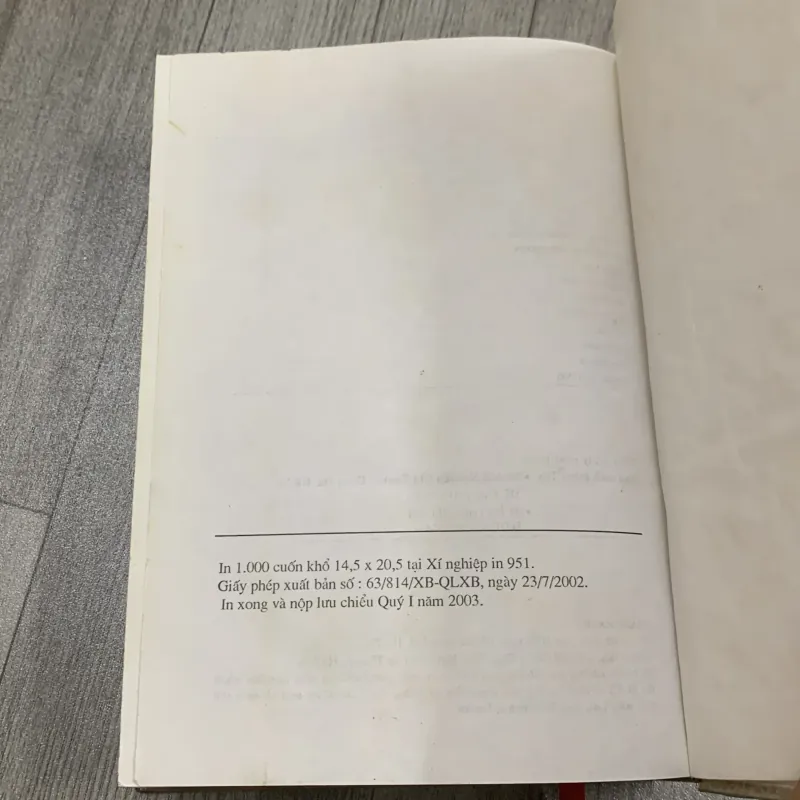 In 1.000 cuốn khổ 14,5 x 20,5 tại Xí nghiệp in 951.
Giấy phép xuất bản số : 63/814/XB-QLXB, ngày 23/7/2002.
In xong và nộp lưu chiểu Quý I năm 2003.